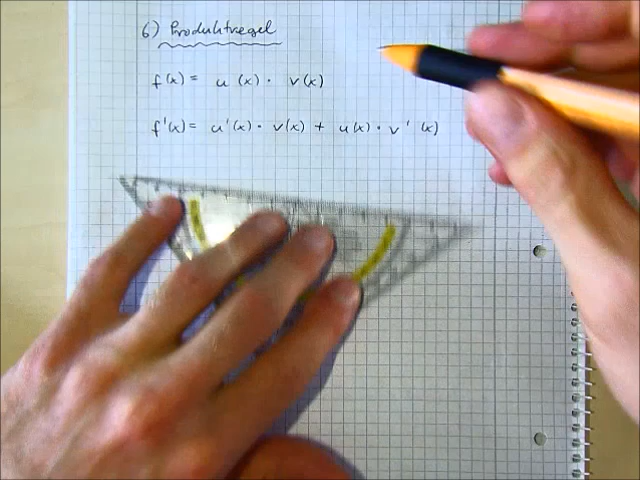 6) Produktregel
f(x) = u(x) · v(x)
f'(x) = u'(x) · v(x) + u(x) · v'(x)